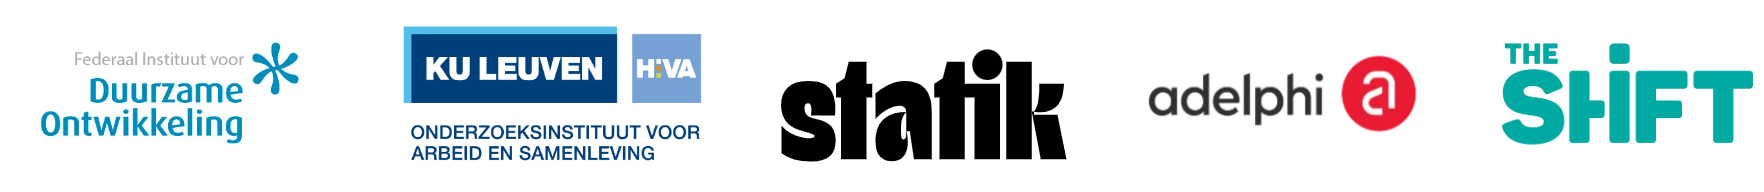 Federaal Instituut voor
Duurzame
Ontwikkeling
KU LEUVEN
HIVA
ONDERZOEKSINSTITUUT VOOR
ARBEID EN SAMENLEVING
statik
adelphi a
THE
SHIFT